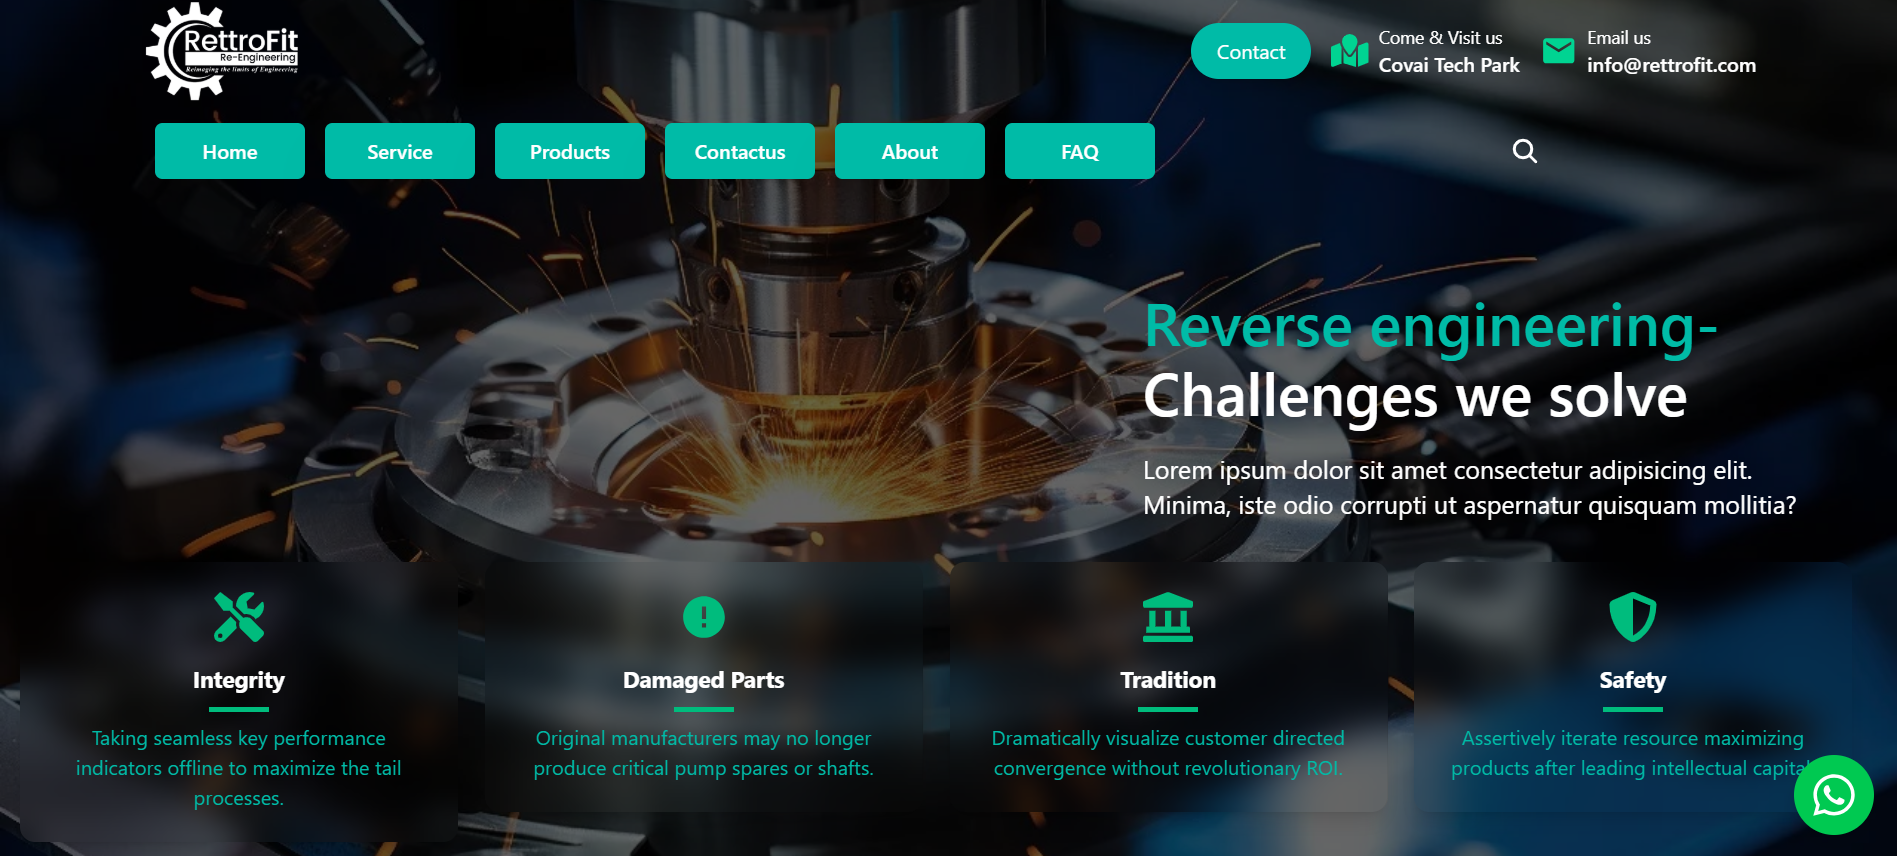 RettroFit
Re-Engineering
Reimaging the limits of Engineering
Contact
Come & Visit us
Covai Tech Park
Email us
info@rettrofit.com
Home
Service
Products
Contactus
About
FAQ
Reverse engineering-
Challenges we solve
Lorem ipsum dolor sit amet consectetur adipisicing elit.
Minima, iste odio corrupti ut aspernatur quisquam mollitia?
Integrity
Taking seamless key performance
indicators offline to maximize the tail
processes.
Damaged Parts
Original manufacturers may no longer
produce critical pump spares or shafts.
Tradition
Dramatically visualize customer directed
convergence without revolutionary ROI.
Safety
Assertively iterate resource maximizing
products after leading intellectual capital